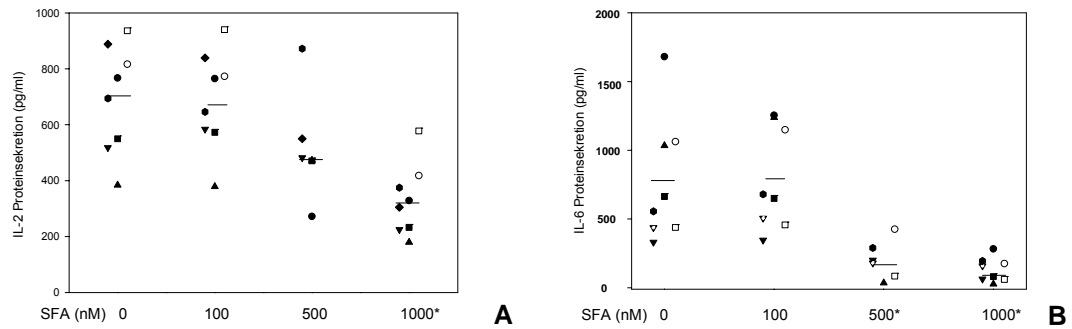 IL-2 Proteinsekretion (pg/ml)
1000
800
600
400
200
0
SFA (nM) 0 100 500 1000*
A
IL-6 Proteinsekretion (pg/ml)
2000
1500
1000
500
0
SFA (nM) 0 100 500* 1000*
B